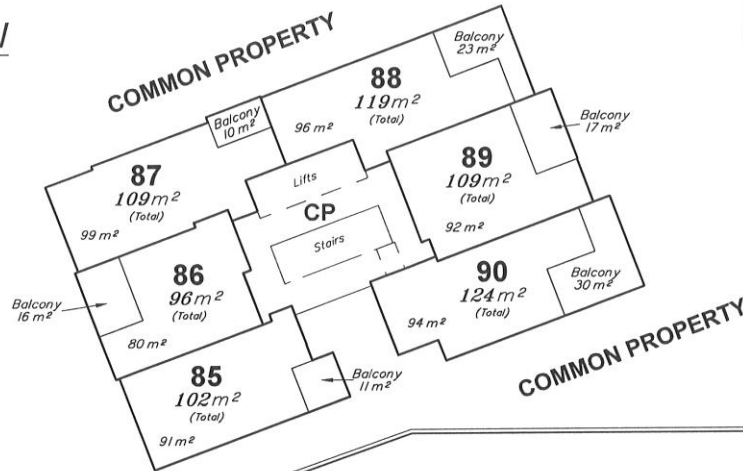 COMMON PROPERTY
Balcony
23 m²
88
119m²
(Total)
96 m²
Balcony
10 m²
Balcony
17 m²
87
109m²
(Total)
99 m²
Lifts
CP
Stairs
89
109m²
(Total)
92 m²
86
96m²
(Total)
80 m²
Balcony
16 m²
90
124m²
(Total)
94 m²
Balcony
30 m²
85
102m²
(Total)
91 m²
Balcony
11 m²
COMMON PROPERTY